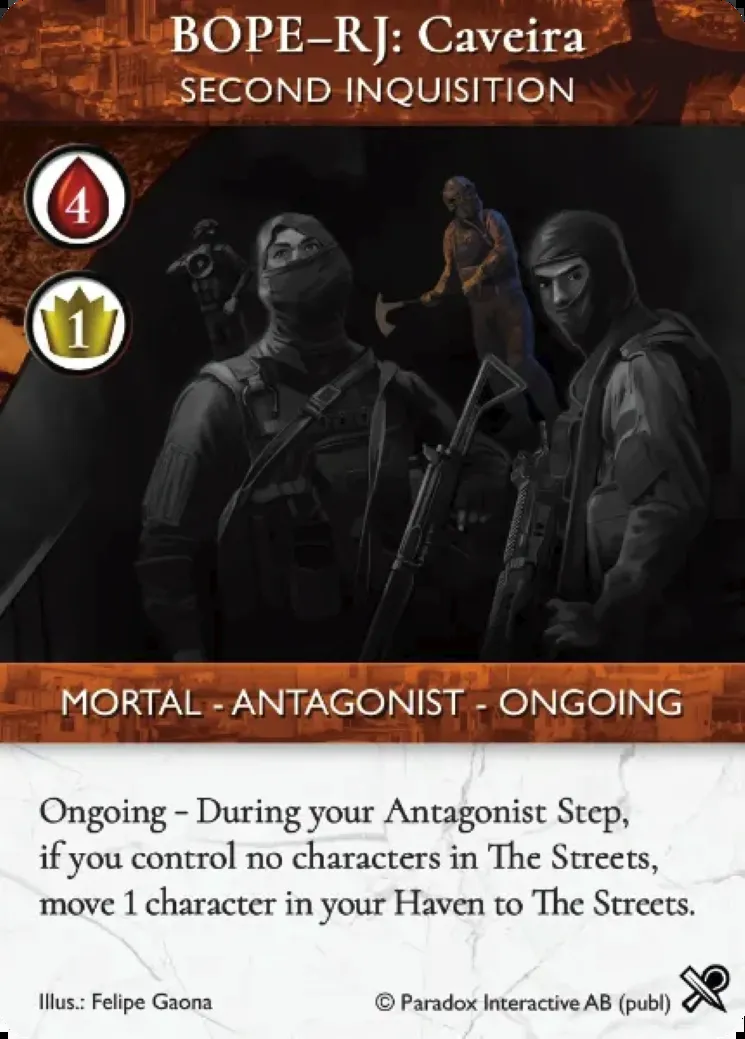 BOPE–RJ: Caveira
SECOND INQUISITION
4
1
MORTAL - ANTAGONIST - ONGOING
Ongoing – During your Antagonist Step,
if you control no characters in The Streets,
move 1 character in your Haven to The Streets.
Illus.: Felipe Gaona
© Paradox Interactive AB (publ)